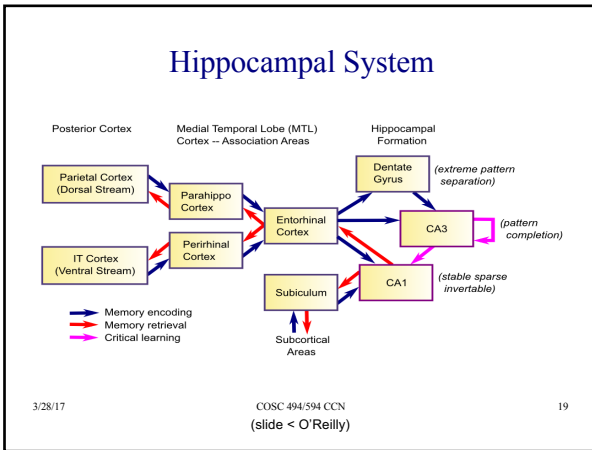 Hippocampal System
Posterior Cortex
Medial Temporal Lobe (MTL)
Cortex -- Association Areas
Hippocampal
Formation
Parietal Cortex
(Dorsal Stream)
IT Cortex
(Ventral Stream)
Parahippo
Cortex
Perirhinal
Cortex
Entorhinal
Cortex
Subiculum
Subcortical
Areas
Dentate
Gyrus
(extreme pattern
separation)
CA3
(pattern
completion)
CA1
(stable sparse
invertable)
Memory encoding
Memory retrieval
Critical learning
3/28/17
COSC 494/594 CCN
19
(slide < O'Reilly)